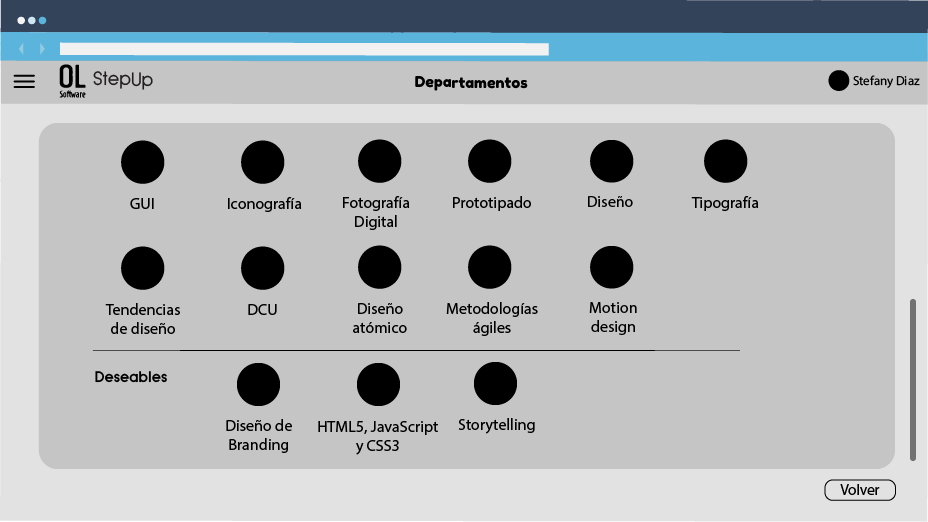 OL StepUp
Software
Departamentos
Stefany Diaz
GUI
Iconografía
Fotografía
Digital
Prototipado
Diseño
Tipografía
Tendencias
de diseño
DCU
Diseño
atómico
Metodologías
ágiles
Motion
design
Deseables
Diseño de
Branding
HTML5, JavaScript
y CSS3
Storytelling
Volver